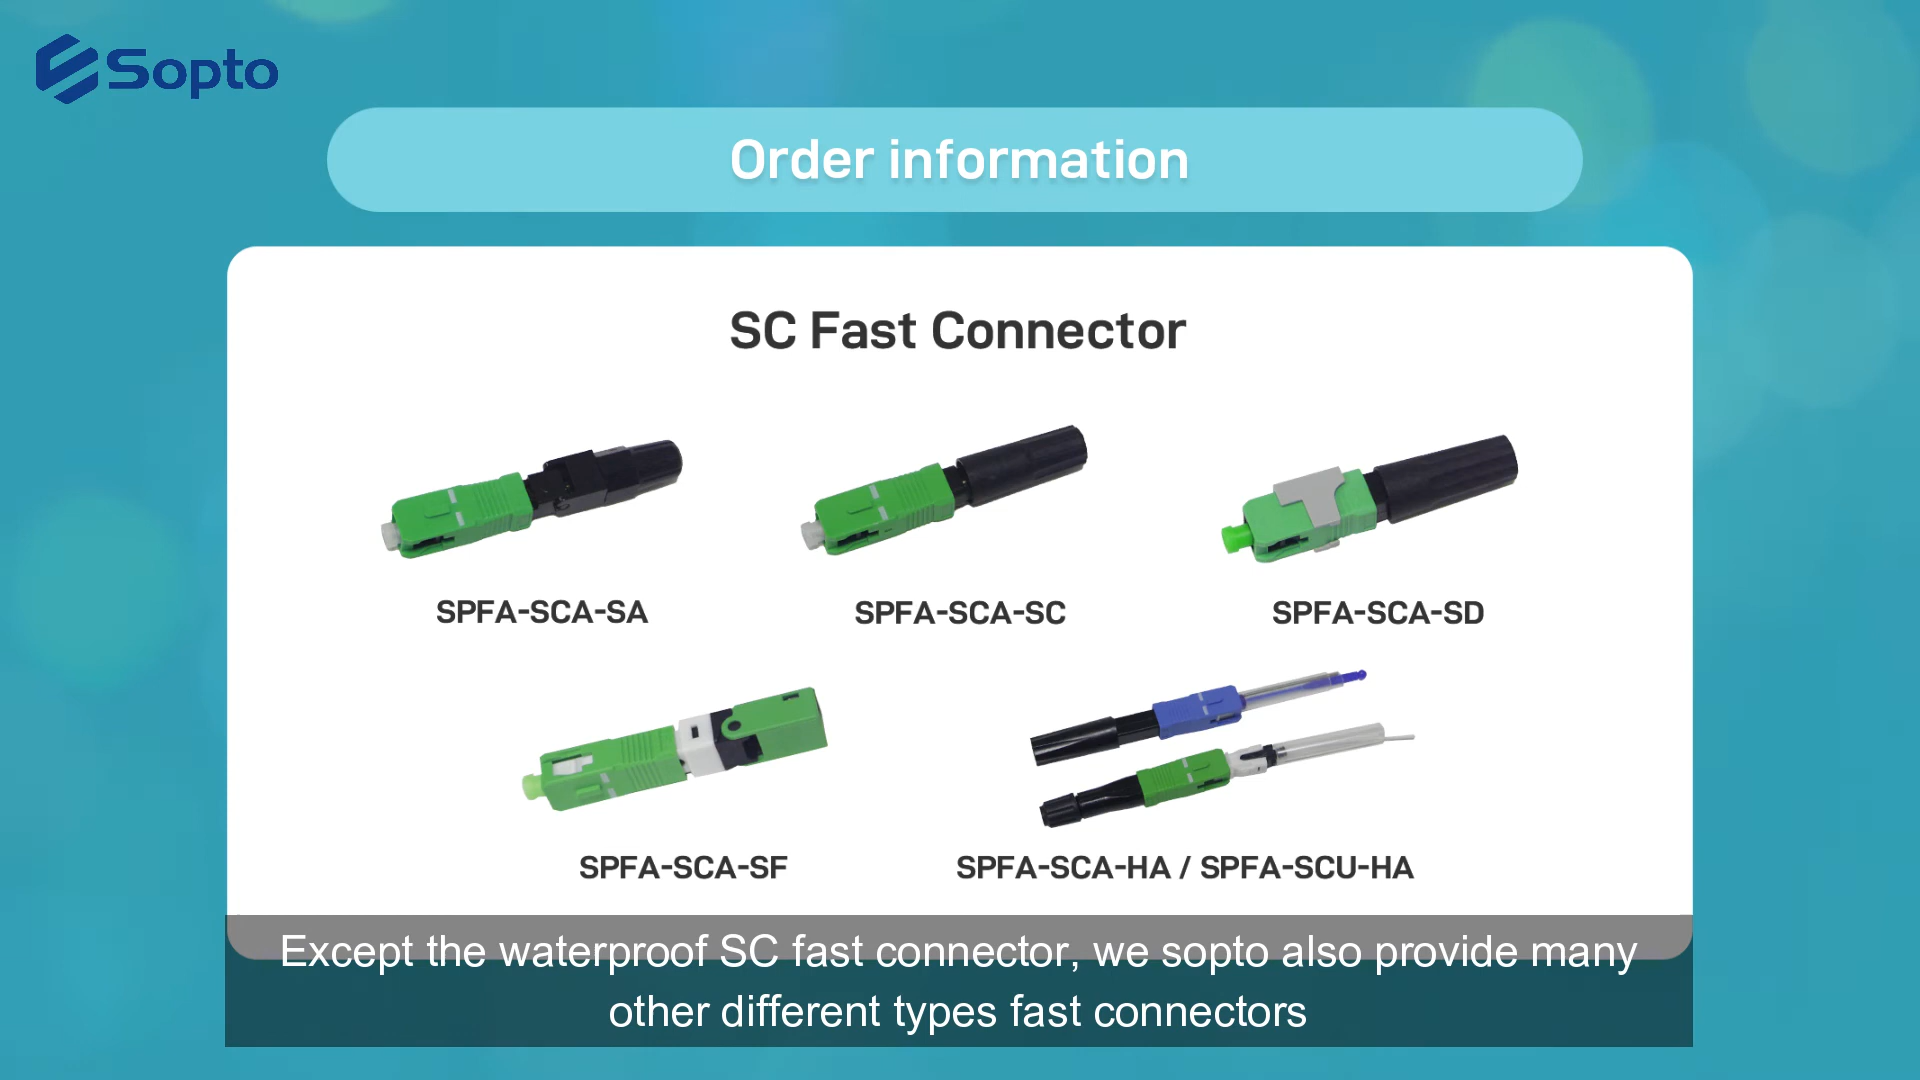 Sopto
Order information
SC Fast Connector
SPFA-SCA-SA
SPFA-SCA-SC
SPFA-SCA-SD
SPFA-SCA-SF
SPFA-SCA-HA / SPFA-SCU-HA
Except the waterproof SC fast connector, we sopto also provide many
other different types fast connectors